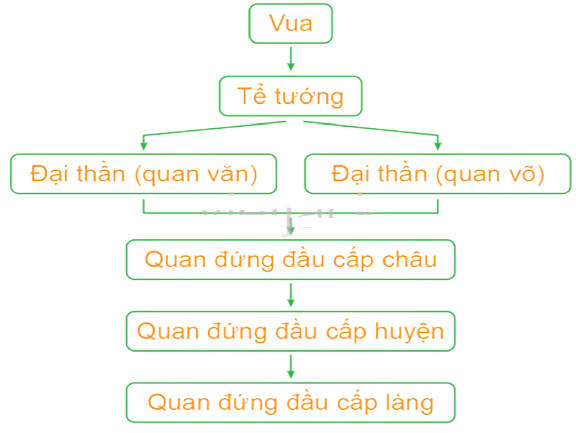 Vua
Tể tướng
Đại thần (quan văn)
Đại thần (quan võ)
Quan đứng đầu cấp châu
Quan đứng đầu cấp huyện
Quan đứng đầu cấp làng